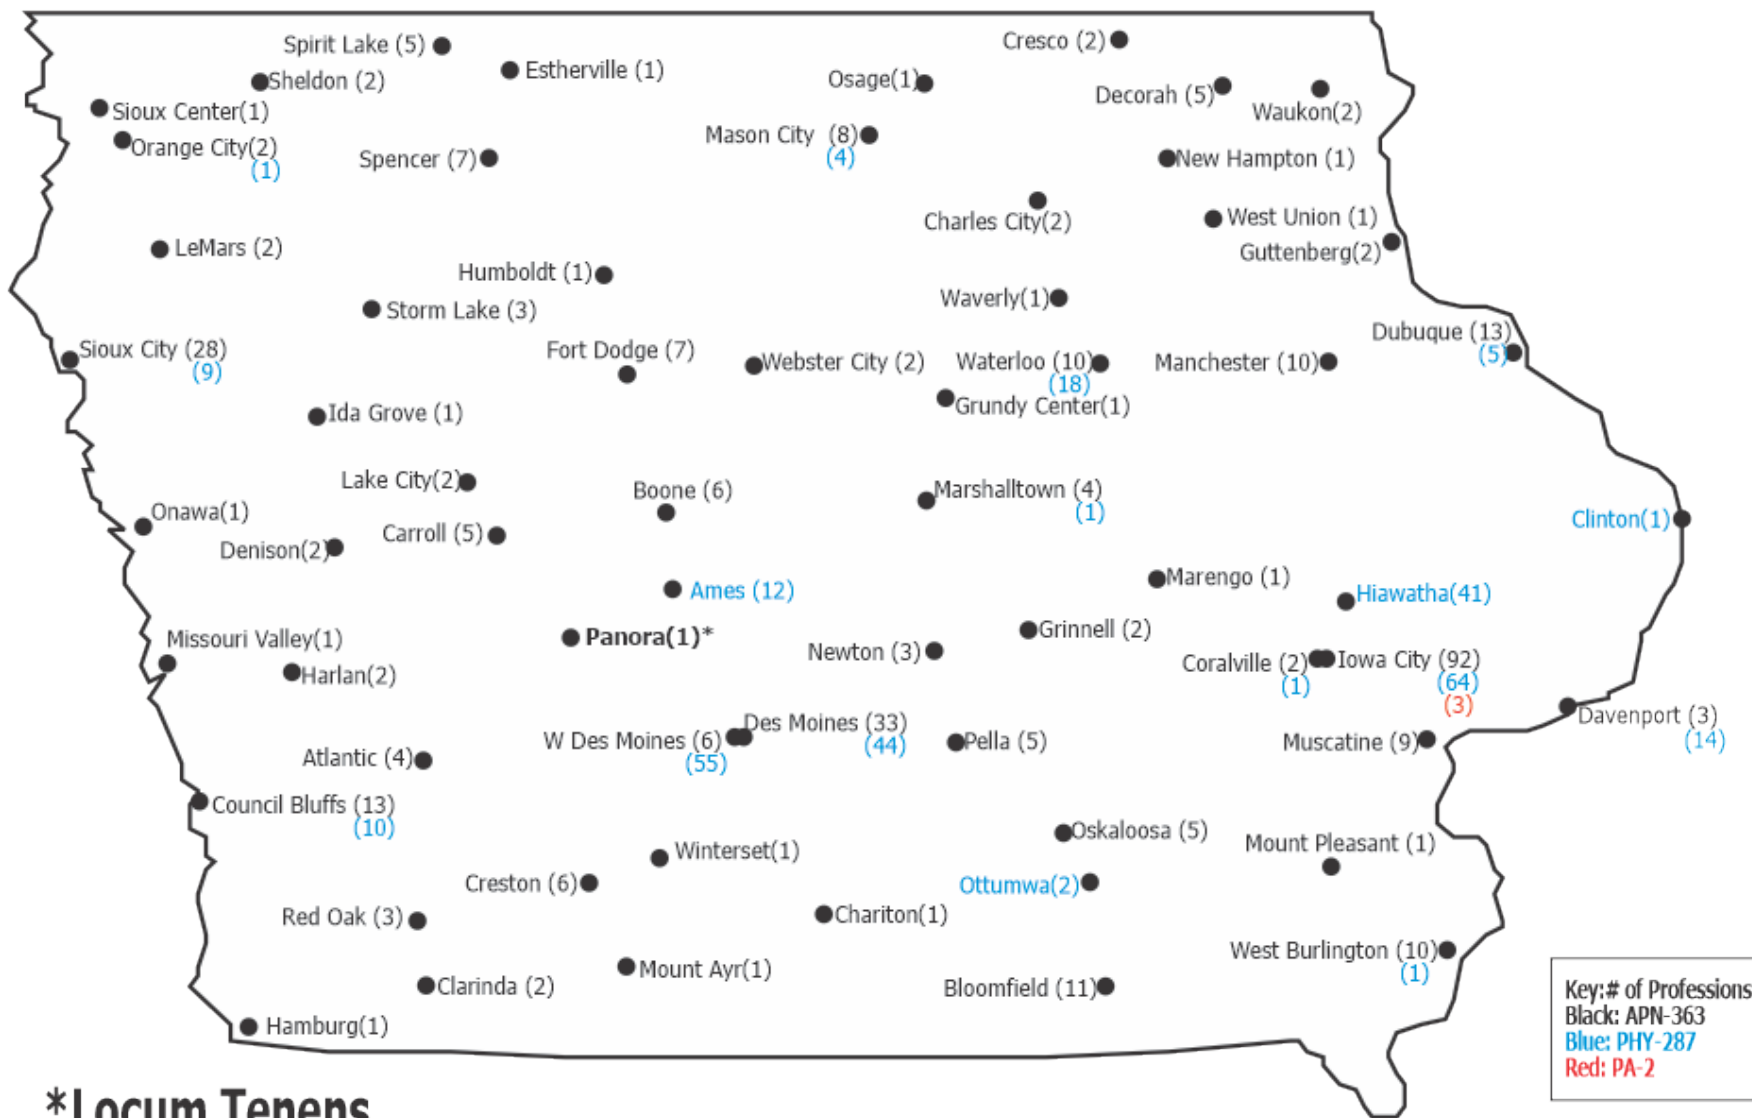 Spirit Lake (5)
Cresco (2)
Estherville (1)
Sheldon (2)
Osage(1)
Decorah (5)
Waukon(2)
Sioux Center(1)
Orange City(2)
(1)
Mason City (8)
(4)
Spencer (7)
New Hampton (1)
Charles City(2)
West Union (1)
Guttenberg(2)
LeMars (2)
Humboldt (1)
Storm Lake (3)
Waverly(1)
Dubuque (13)
(5)
Sioux City (28)
(9)
Fort Dodge (7)
Webster City (2)
Waterloo (10)
(18)
Manchester (10)
Grundy Center(1)
Ida Grove (1)
Lake City(2)
Boone (6)
Marshalltown (4)
(1)
Onawa(1)
Clinton(1)
Denison(2)
Carroll (5)
Ames (12)
Marengo (1)
Hiawatha(41)
Missouri Valley(1)
Panora(1)*
Grinnell (2)
Newton (3)
Coralville (2)
(1)
Iowa City (92)
(64)
(3)
Harlan(2)
Davenport (3)
(14)
W Des Moines (6)
(55)
Des Moines (33)
(44)
Pella (5)
Muscatine (9)
Atlantic (4)
Council Bluffs (13)
(10)
Oskaloosa (5)
Mount Pleasant (1)
Winterset(1)
Creston (6)
Ottumwa(2)
Red Oak (3)
Chariton(1)
West Burlington (10)
(1)
Mount Ayr(1)
Clarinda (2)
Bloomfield (11)
Hamburg(1)
Key:# of Professions
Black: APN-363
Blue: PHY-287
Red: PA-2
*Locum Tenens